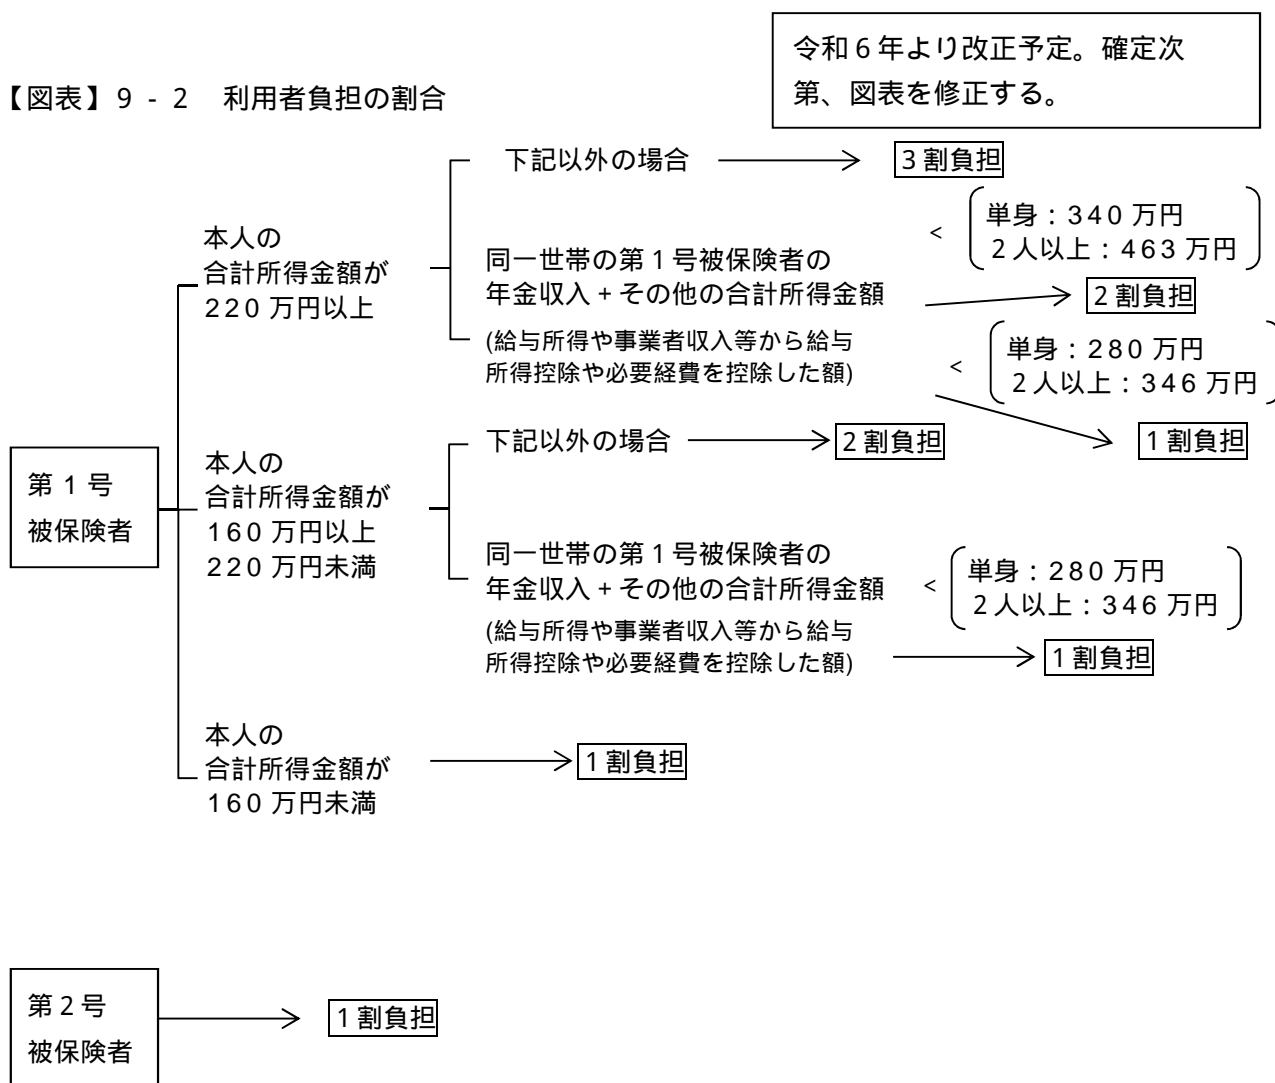 令和6年より改正予定。確定次
第、図表を修正する。
【図表】9-2 利用者負担の割合
下記以外の場合
3割負担
本人の
合計所得金額が
220万円以上
同一世帯の第1号被保険者の
年金収入+その他の合計所得金額
(給与所得や事業者収入等から給与
所得控除や必要経費を控除した額)
<
単身:340万円
2人以上:463万円
2割負担
<
単身:280万円
2人以上:346万円
1割負担
第1号
被保険者
本人の
合計所得金額が
160万円以上
220万円未満
下記以外の場合
2割負担
同一世帯の第1号被保険者の
年金収入+その他の合計所得金額
(給与所得や事業者収入等から給与
所得控除や必要経費を控除した額)
<
単身:280万円
2人以上:346万円
1割負担
本人の
合計所得金額が
160万円未満
1割負担
第2号
被保険者
1割負担